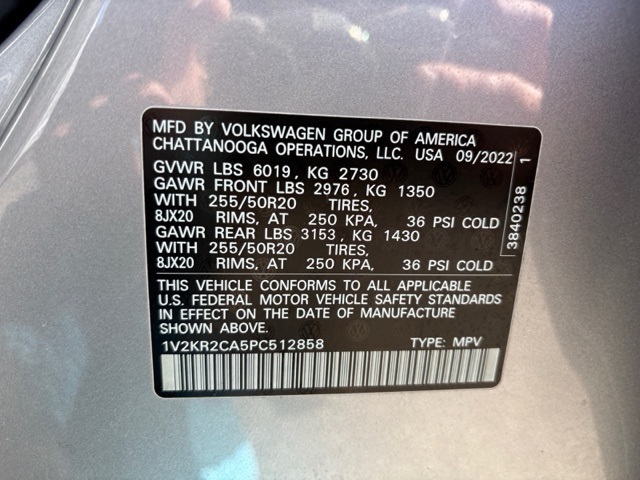 MFD BY VOLKSWAGEN GROUP OF AMERICA
CHATTANOOGA OPERATIONS, LLC. USA 09/2022
GVWR LBS 6019, KG 2730
GAWR FRONT LBS 2976, KG 1350
WITH 255/50R20 TIRES,
8JX20 RIMS, AT 250 KPA, 36 PSI COLD
GAWR REAR LBS 3153, KG 1430
WITH 255/50R20 TIRES,
8JX20 RIMS, AT 250 KPA, 36 PSI COLD
THIS VEHICLE CONFORMS TO ALL APPLICABLE
U.S. FEDERAL MOTOR VEHICLE SAFETY STANDARDS
IN EFFECT ON THE DATE OF MANUFACTURE
SHOWN ABOVE.
1V2KR2CA5PC512858 TYPE: MPV
3840238 1